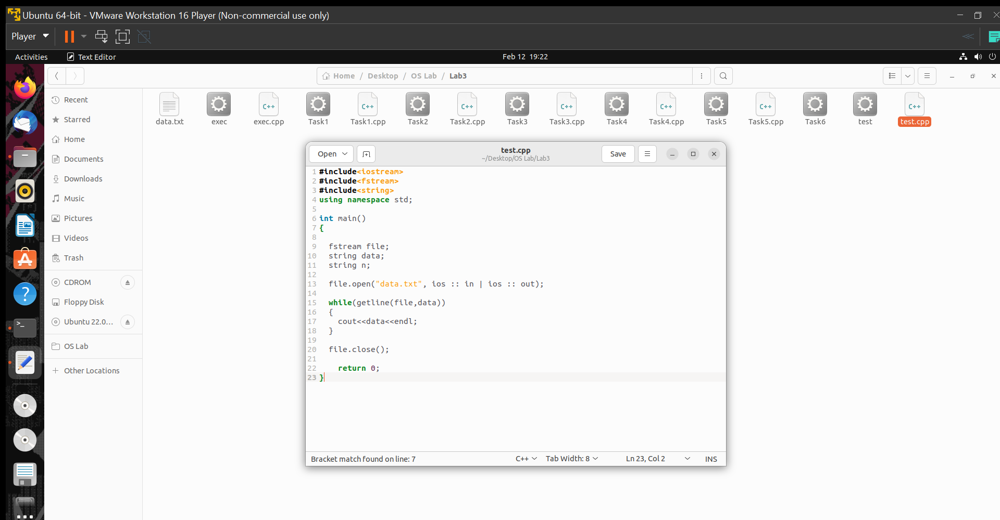 Ubuntu 64-bit - VMware Workstation 16 Player (Non-commercial use only)
Player
Activities
Text Editor
Feb 12 19:22
Home / Desktop / OS Lab / Lab3
Recent
Starred
Home
Documents
Downloads
Music
Pictures
Videos
Trash
CDROM
Floppy Disk
Ubuntu 22.0...
OS Lab
+ Other Locations
data.txt
exec
C++
exec.cpp
Task1
C++
Task1.cpp
Task2
C++
Task2.cpp
Task3
C++
Task3.cpp
Task4
C++
Task4.cpp
Task5
C++
Task5.cpp
Task6
test
C++
test.cpp
Open
test.cpp
~/Desktop/OS Lab/Lab3
Save
1 #include<iostream>
2 #include<fstream>
3 #include<string>
4 using namespace std;
5
6 int main()
7 {
8
9   fstream file;
10   string data;
11   string n;
12
13   file.open("data.txt", ios :: in | ios :: out);
14
15   while(getline(file,data))
16   {
17     cout<<data<<endl;
18   }
19
20   file.close();
21
22     return 0;
23 }
Bracket match found on line: 7
C++
Tab Width: 8
Ln 23, Col 2
INS